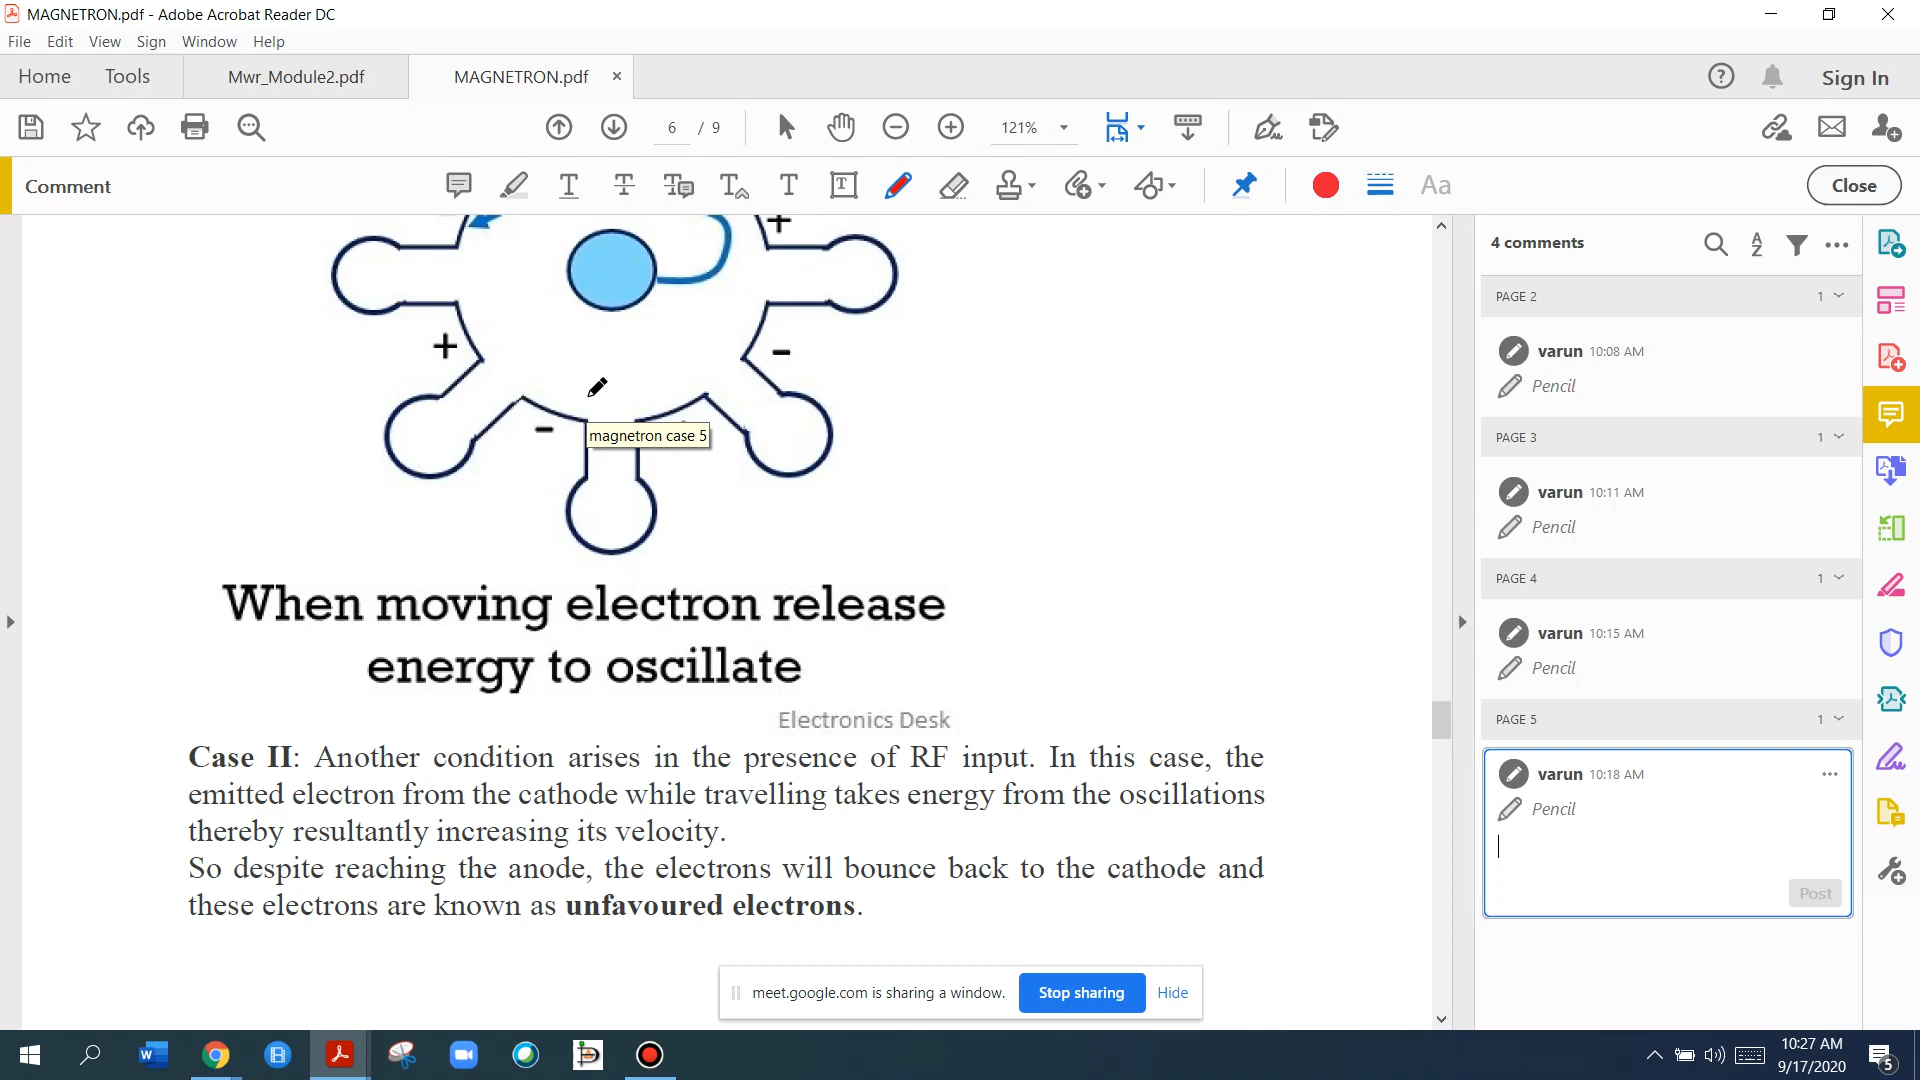 MAGNETRON.pdf - Adobe Acrobat Reader DC
File Edit View Sign Window Help
Home Tools Mwr_Module2.pdf MAGNETRON.pdf × Sign In
6 / 9 121%
Comment Aa Close
+
+
-
-
magnetron case 5
When moving electron release
energy to oscillate
Electronics Desk
Case II: Another condition arises in the presence of RF input. In this case, the
emitted electron from the cathode while travelling takes energy from the oscillations
thereby resultantly increasing its velocity.
So despite reaching the anode, the electrons will bounce back to the cathode and
these electrons are known as unfavoured electrons.
4 comments
PAGE 2 1
varun 10:08 AM
Pencil
PAGE 3 1
varun 10:11 AM
Pencil
PAGE 4 1
varun 10:15 AM
Pencil
PAGE 5 1
varun 10:18 AM
Pencil
Post
meet.google.com is sharing a window. Stop sharing Hide
10:27 AM
9/17/2020
5